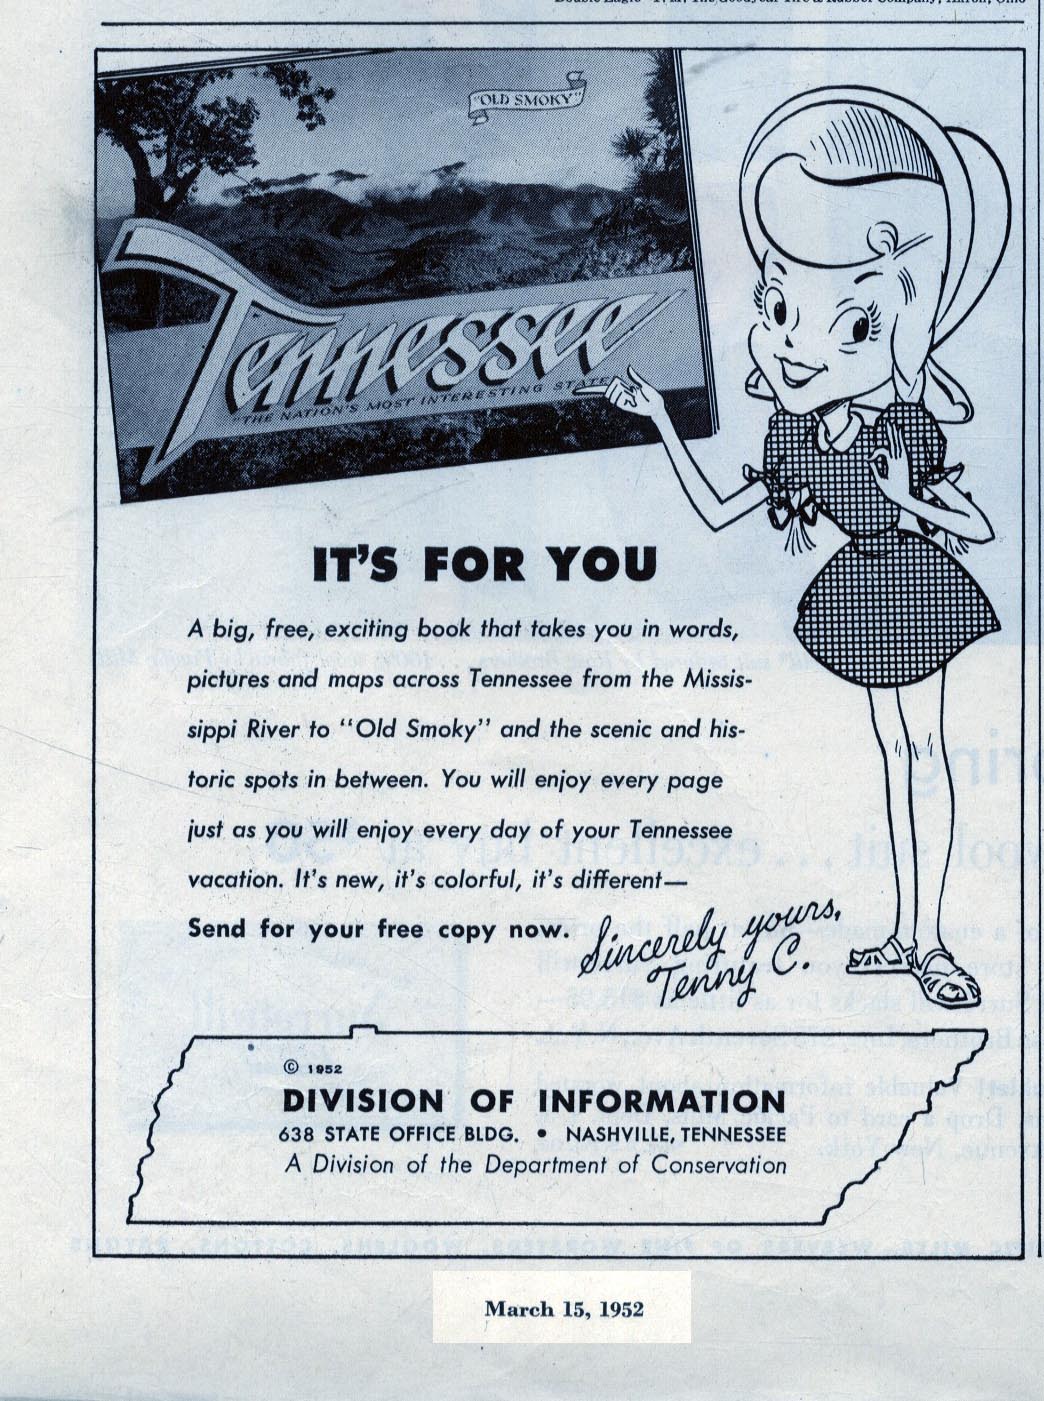 "OLD SMOKY"
Tennessee
"THE NATION'S MOST INTERESTING STATE"
IT'S FOR YOU
A big, free, exciting book that takes you in words,
pictures and maps across Tennessee from the Missis-
sippi River to "Old Smoky" and the scenic and his-
toric spots in between. You will enjoy every page
just as you will enjoy every day of your Tennessee
vacation. It's new, it's colorful, it's different—
Send for your free copy now.
Sincerely yours,
Tenny C.
© 1952
DIVISION OF INFORMATION
638 STATE OFFICE BLDG. • NASHVILLE, TENNESSEE
A Division of the Department of Conservation
March 15, 1952